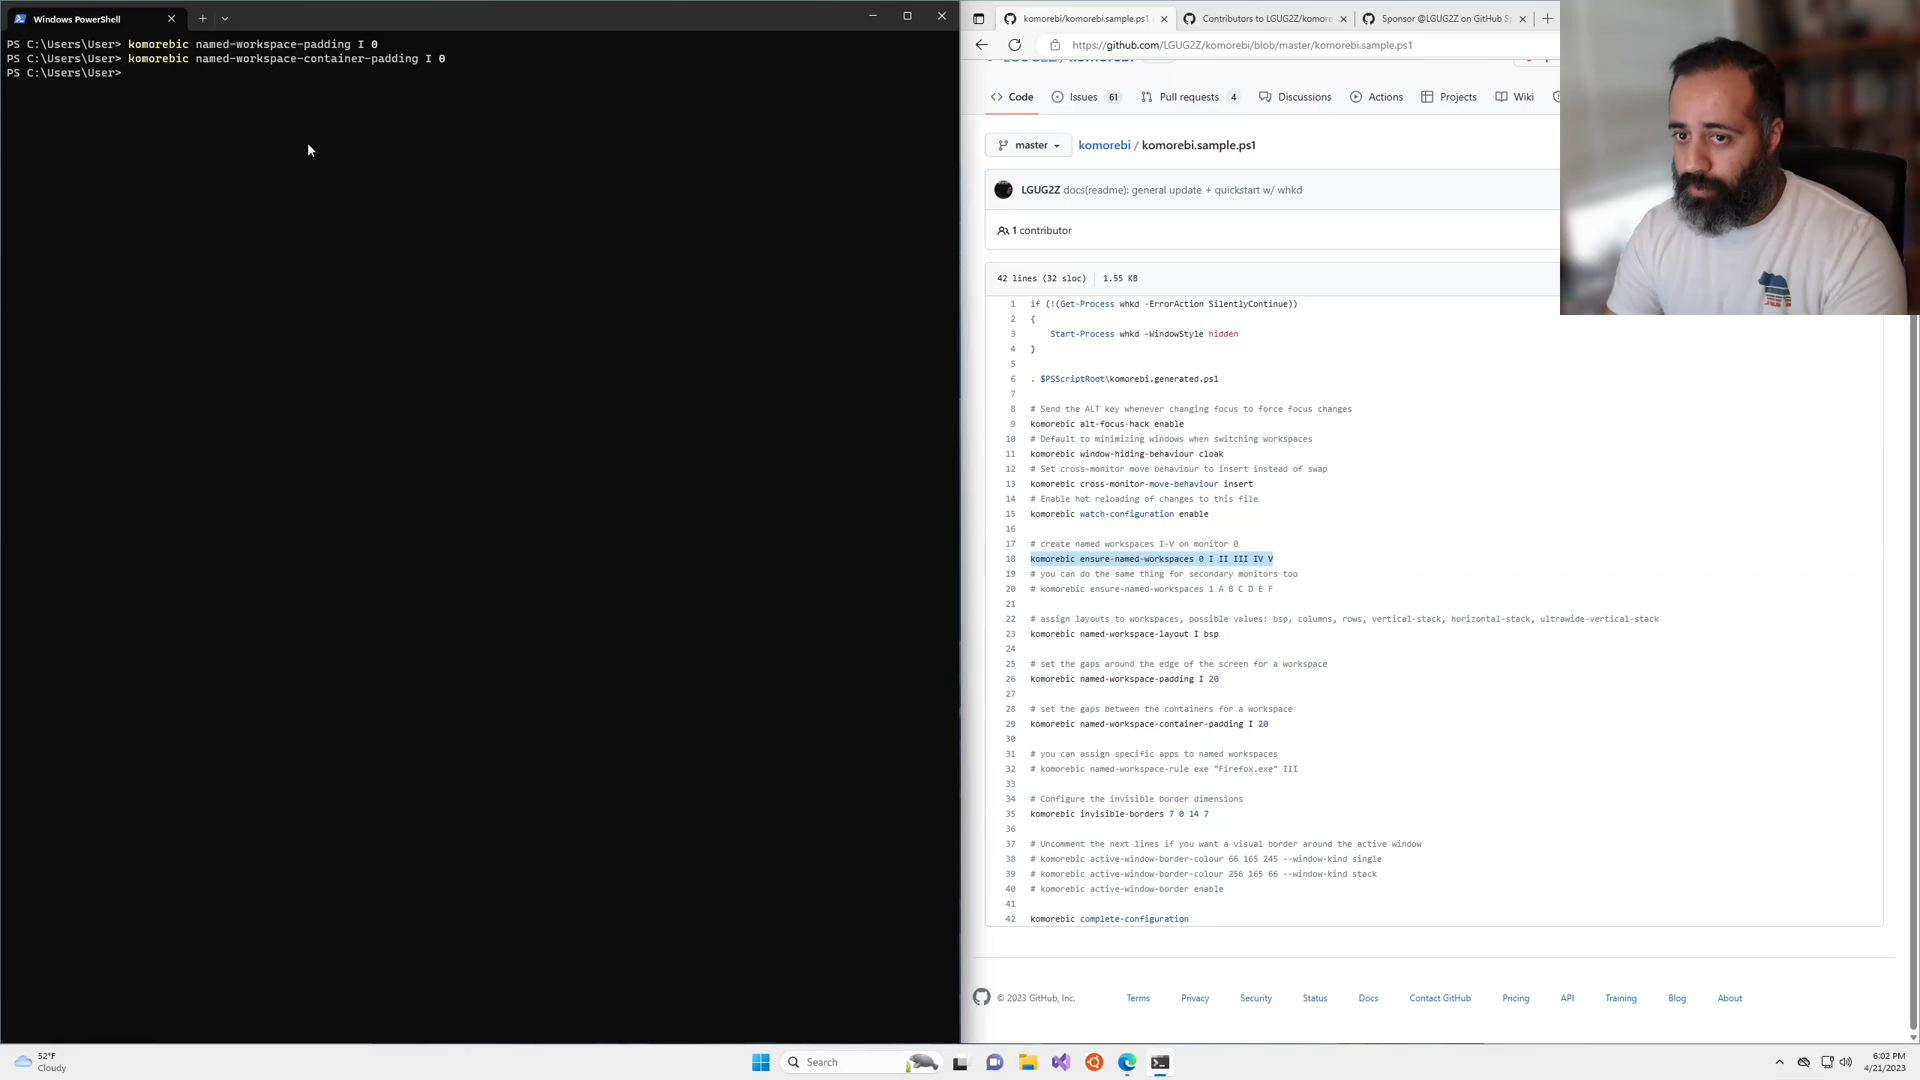 Windows PowerShell
PS C:\Users\User> komorebic named-workspace-padding I 0
PS C:\Users\User> komorebic named-workspace-container-padding I 0
PS C:\Users\User>
komorebi/komorebi.sample.ps1
Contributors to LGUG2Z/komore
Sponsor @LGUG2Z on GitHub Sp
https://github.com/LGUG2Z/komorebi/blob/master/komorebi.sample.ps1
Code
Issues 61
Pull requests 4
Discussions
Actions
Projects
Wiki
master
komorebi / komorebi.sample.ps1
LGUG2Z docs(readme): general update + quickstart w/ whkd
1 contributor
42 lines (32 sloc) 1.55 KB
1 if (!(Get-Process whkd -ErrorAction SilentlyContinue))
2 {
3 Start-Process whkd -WindowStyle hidden
4 }
5
6 . $PSScriptRoot\komorebi.generated.ps1
7
8 # Send the ALT key whenever changing focus to force focus changes
9 komorebic alt-focus-hack enable
10 # Default to minimizing windows when switching workspaces
11 komorebic window-hiding-behaviour cloak
12 # Set cross-monitor move behaviour to insert instead of swap
13 komorebic cross-monitor-move-behaviour insert
14 # Enable hot reloading of changes to this file
15 komorebic watch-configuration enable
16
17 # create named workspaces I-V on monitor 0
18 komorebic ensure-named-workspaces 0 I II III IV V
19 # you can do the same thing for secondary monitors too
20 # komorebic ensure-named-workspaces 1 A B C D E F
21
22 # assign layouts to workspaces, possible values: bsp, columns, rows, vertical-stack, horizontal-stack, ultrawide-vertical-stack
23 komorebic named-workspace-layout I bsp
24
25 # set the gaps around the edge of the screen for a workspace
26 komorebic named-workspace-padding I 20
27
28 # set the gaps between the containers for a workspace
29 komorebic named-workspace-container-padding I 20
30
31 # you can assign specific apps to named workspaces
32 # komorebic named-workspace-rule exe "Firefox.exe" III
33
34 # Configure the invisible border dimensions
35 komorebic invisible-borders 7 0 14 7
36
37 # Uncomment the next lines if you want a visual border around the active window
38 # komorebic active-window-border-colour 66 165 245 --window-kind single
39 # komorebic active-window-border-colour 256 165 66 --window-kind stack
40 # komorebic active-window-border enable
41
42 komorebic complete-configuration
© 2023 GitHub, Inc.
Terms
Privacy
Security
Status
Docs
Contact GitHub
Pricing
API
Training
Blog
About
52°F
Cloudy
Search
6:02 PM
4/21/2023